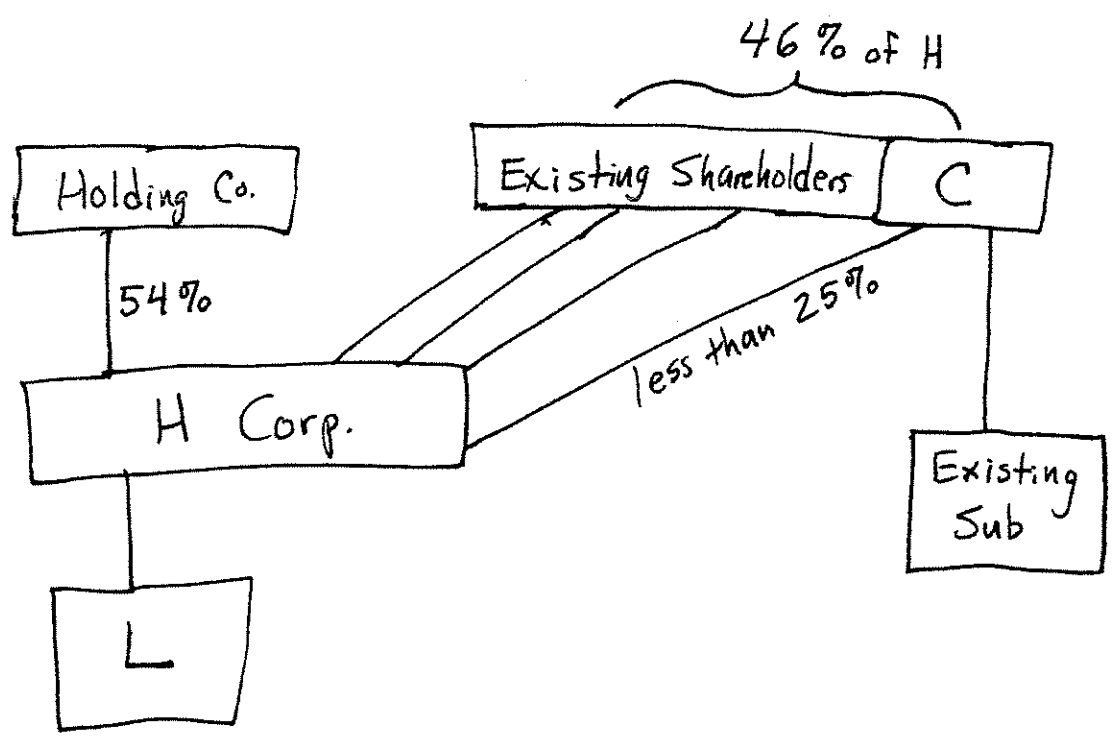 46% of H
Holding Co.
Existing Shareholders
C
54%
less than 25%
H Corp.
Existing
Sub
L